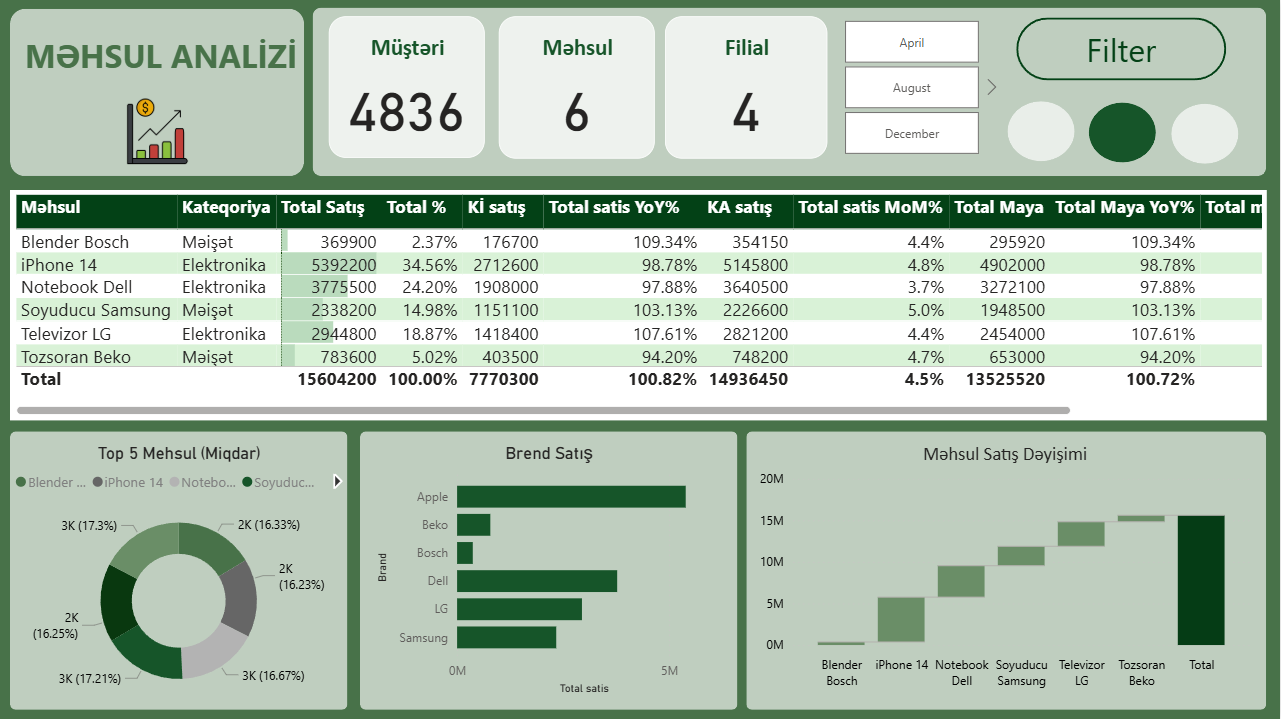 MƏHSUL ANALİZİ
$
Müştəri
4836
Məhsul
6
Filial
4
April
August
December
Filter
Məhsul Kateqoriya Total Satış Total % Kİ satış Total satis YoY% KA satış Total satis MoM% Total Maya Total Maya YoY% Total m
Blender Bosch Məişət 369900 2.37% 176700 109.34% 354150 4.4% 295920 109.34%
iPhone 14 Elektronika 5392200 34.56% 2712600 98.78% 5145800 4.8% 4902000 98.78%
Notebook Dell Elektronika 3775500 24.20% 1908000 97.88% 3640500 3.7% 3272100 97.88%
Soyuducu Samsung Məişət 2338200 14.98% 1151100 103.13% 2226600 5.0% 1948500 103.13%
Televizor LG Elektronika 2944800 18.87% 1418400 107.61% 2821200 4.4% 2454000 107.61%
Tozsoran Beko Məişət 783600 5.02% 403500 94.20% 748200 4.7% 653000 94.20%
Total 15604200 100.00% 7770300 100.82% 14936450 4.5% 13525520 100.72%
Top 5 Mehsul (Miqdar)
Blender ... iPhone 14 Notebo... Soyuduc...
3K (17.3%)
2K (16.33%)
2K
(16.23%)
2K
(16.25%)
3K (17.21%)
3K (16.67%)
Brend Satış
Brand
Apple
Beko
Bosch
Dell
LG
Samsung
0M 5M
Total satis
Məhsul Satış Dəyişimi
20M
15M
10M
5M
0M
Blender iPhone 14 Notebook Soyuducu Televizor Tozsoran Total
Bosch Dell Samsung LG Beko